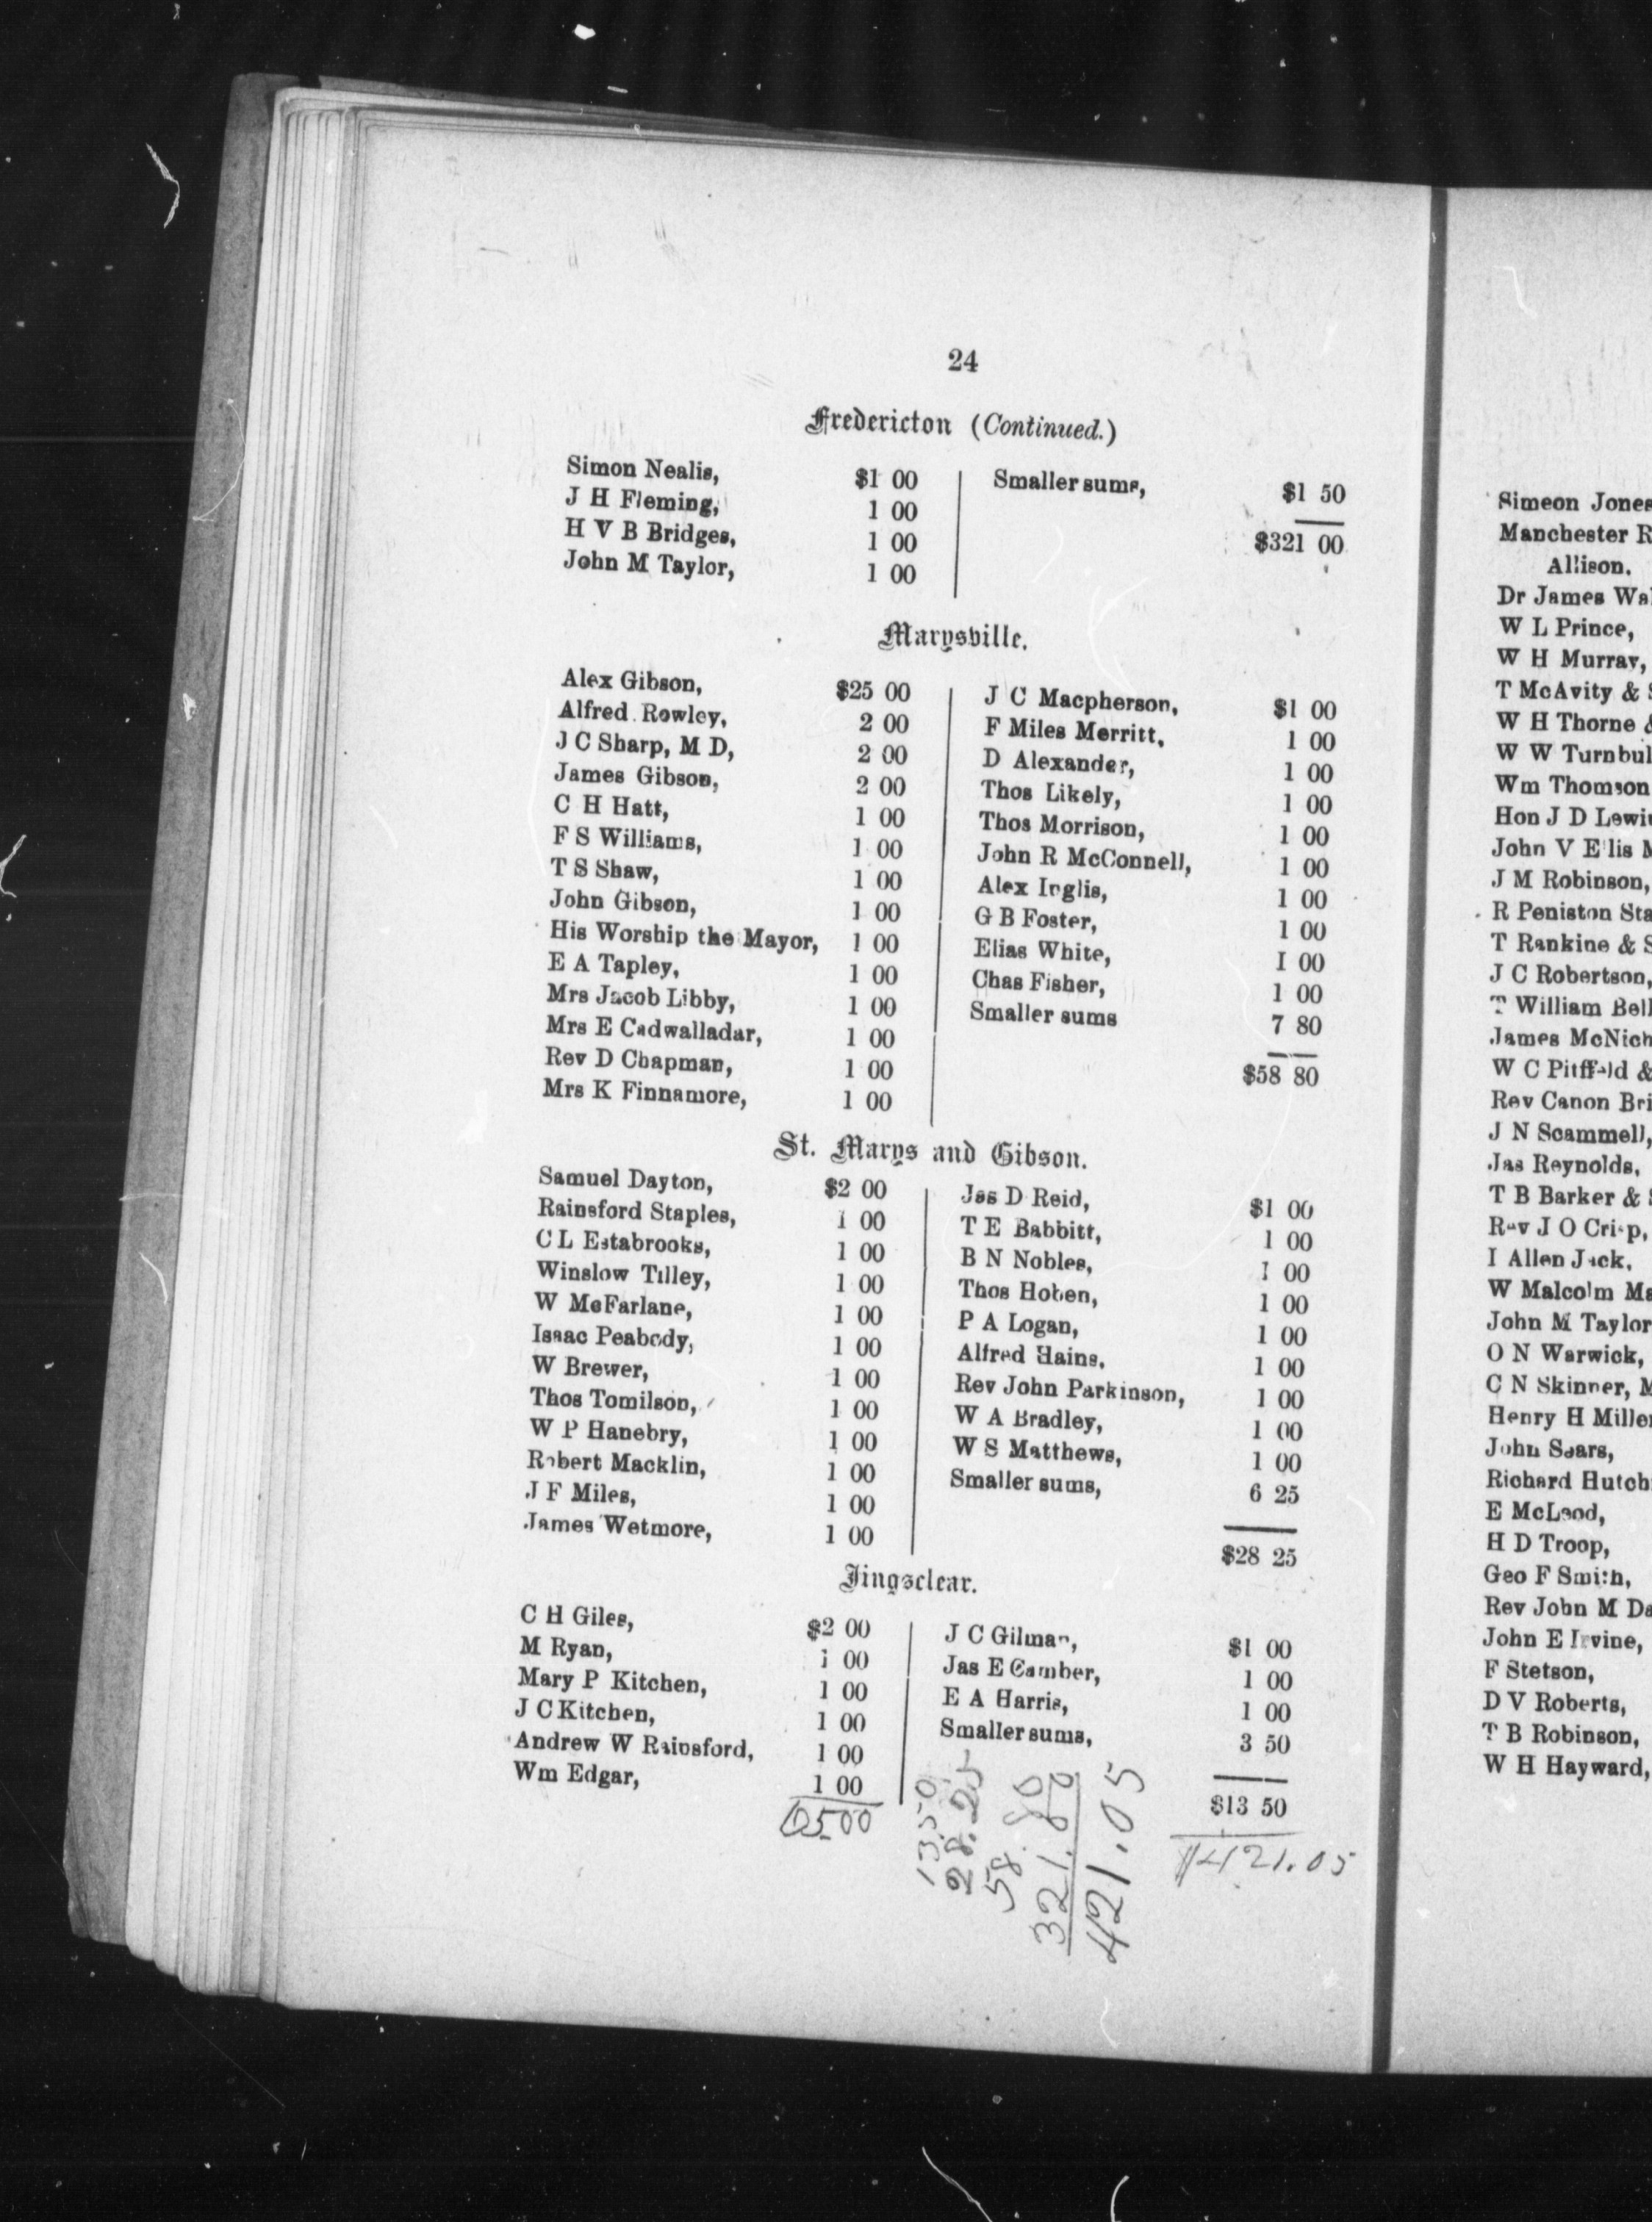 24
Fredericton (Continued.)
Simon Nealis, $1 00
J H Fleming, 1 00
H V B Bridges, 1 00
John M Taylor, 1 00
Smaller sums, $1 50
$321 00
Marysville.
Alex Gibson, $25 00
Alfred Rowley, 2 00
J C Sharp, M D, 2 00
James Gibson, 2 00
C H Hatt, 1 00
F S Williams, 1 00
T S Shaw, 1 00
John Gibson, 1 00
His Worship the Mayor, 1 00
E A Tapley, 1 00
Mrs Jacob Libby, 1 00
Mrs E Cadwalladar, 1 00
Rev D Chapman, 1 00
Mrs K Finnamore, 1 00
J C Macpherson, $1 00
F Miles Merritt, 1 00
D Alexander, 1 00
Thos Likely, 1 00
Thos Morrison, 1 00
John R McConnell, 1 00
Alex Inglis, 1 00
G B Foster, 1 00
Elias White, 1 00
Chas Fisher, 1 00
Smaller sums 7 80
$58 80
St. Marys and Gibson.
Samuel Dayton, $2 00
Rainsford Staples, 1 00
C L Estabrooks, 1 00
Winslow Tilley, 1 00
W McFarlane, 1 00
Isaac Peabody, 1 00
W Brewer, 1 00
Thos Tomilson, 1 00
W P Hanebry, 1 00
Robert Macklin, 1 00
J F Miles, 1 00
James Wetmore, 1 00
Jas D Reid, $1 00
T E Babbitt, 1 00
B N Nobles, 1 00
Thos Hoben, 1 00
P A Logan, 1 00
Alfred Hains, 1 00
Rev John Parkinson, 1 00
W A Bradley, 1 00
W S Matthews, 1 00
Smaller sums, 6 25
$28 25
Kingsclear.
C H Giles, $2 00
M Ryan, 1 00
Mary P Kitchen, 1 00
J C Kitchen, 1 00
Andrew W Rainsford, 1 00
Wm Edgar, 1 00
J C Gilman, $1 00
Jas E Camber, 1 00
E A Harris, 1 00
Smaller sums, 3 50
$13 50
$421.05
13.50
28.25
58.80
321.80
421.05
Simeon Jones
Manchester R
Allison.
Dr James Wal
W L Prince,
W H Murray,
T McAvity &
W H Thorne &
W W Turnbul
Wm Thomson
Hon J D Lewi
John V Ellis M
J M Robinson,
R Peniston Sta
T Rankine & S
J C Robertson,
T William Bell
James McNich
W C Pitfield &
Rev Canon Bri
J N Scammell,
Jas Reynolds,
T B Barker &
Rev J O Crisp,
I Allen Jack,
W Malcolm Ma
John M Taylor
O N Warwick,
C N Skinner, M
Henry H Miller
John Sears,
Richard Hutch
E McLeod,
H D Troop,
Geo F Smith,
Rev John M Da
John E Irvine,
F Stetson,
D V Roberts,
T B Robinson,
W H Hayward,